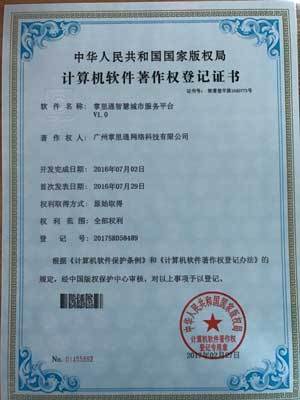 中华人民共和国国家版权局
计算机软件著作权登记证书
证书号： 软著登字第1640773号
软件名称： 掌思通智慧城市服务平台
V1.0
著作权人： 广州掌思通网络科技有限公司
开发完成日期： 2016年07月02日
首次发表日期： 2016年07月29日
权利取得方式： 原始取得
权利范围： 全部权利
登记号： 2017SR058489
根据《计算机软件保护条例》和《计算机软件著作权登记办法》的
规定，经中国版权保护中心审核，对以上事项予以登记。
中华人民共和国国家版权局
计算机软件著作权
登记专用章
No. 01455682
2017年02月27日